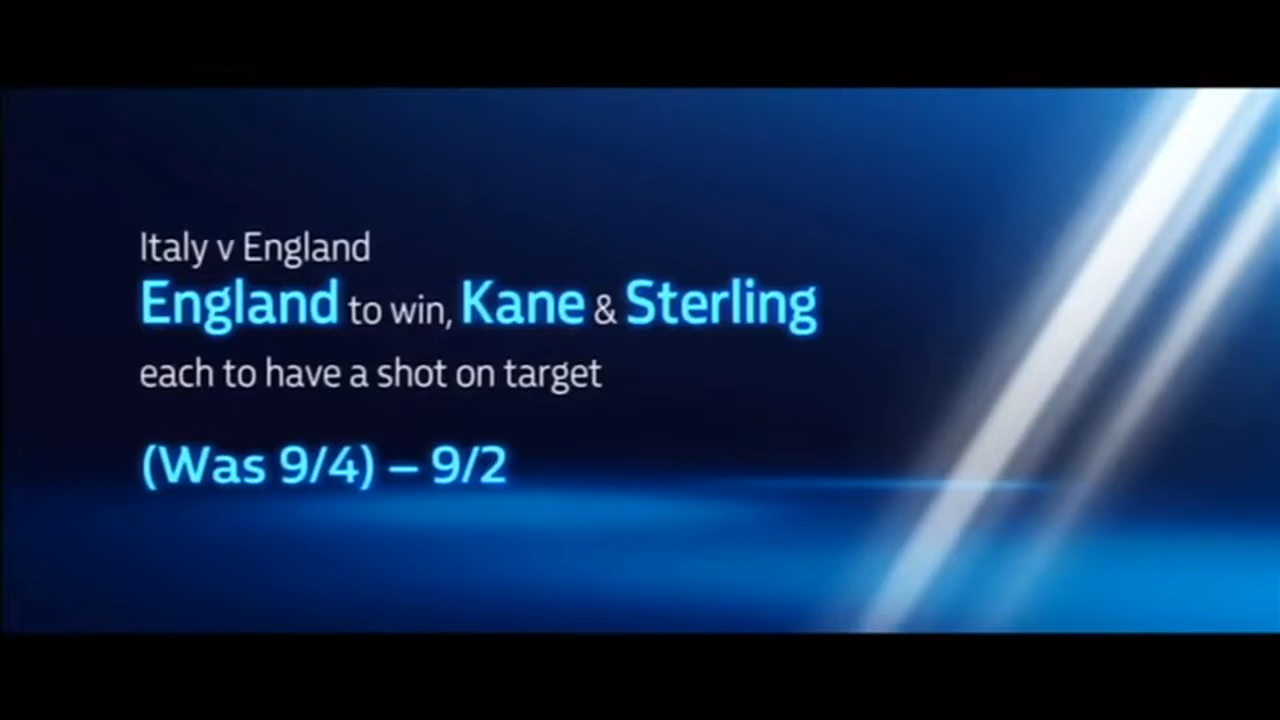 Italy v England
England to win, Kane & Sterling
each to have a shot on target
(Was 9/4) – 9/2